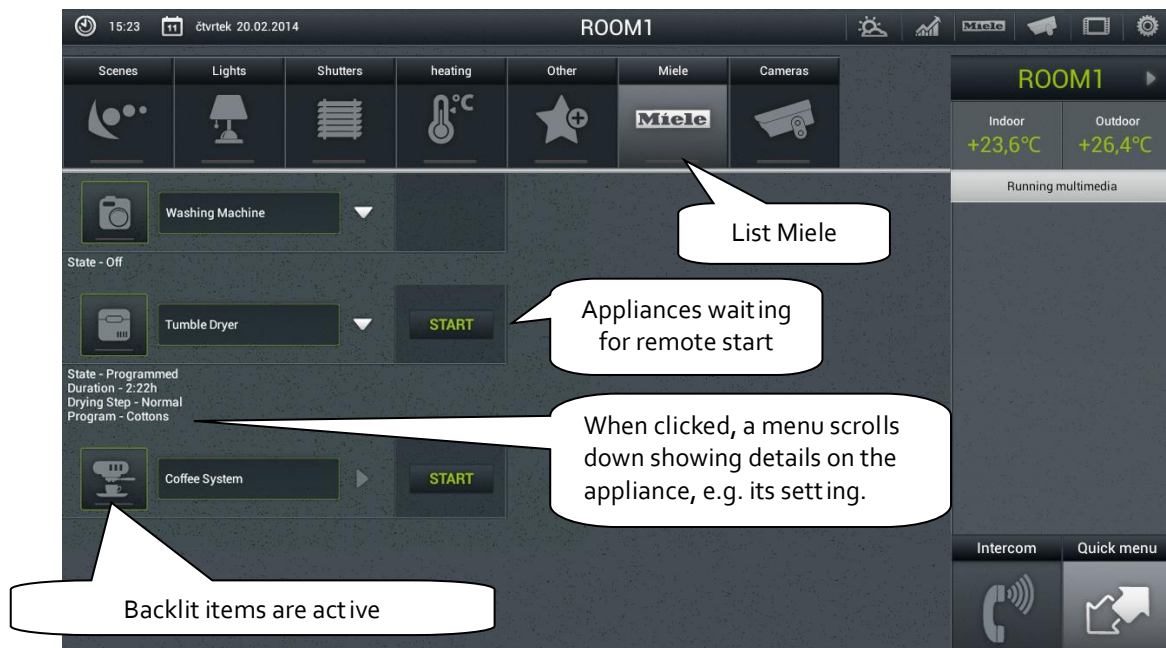 15:23 11 čtvrtek 20.02.2014 ROOM1 Miele
Scenes Lights Shutters heating Other Miele Cameras
°C Miele
ROOM1
Indoor Outdoor
+23,6°C +26,4°C
Running multimedia
Washing Machine
State - Off
List Miele
Tumble Dryer START
Appliances waiting
for remote start
State - Programmed
Duration - 2:22h
Drying Step - Normal
Program - Cottons
When clicked, a menu scrolls
down showing details on the
appliance, e.g. its setting.
Coffee System START
Backlit items are active
Intercom Quick menu